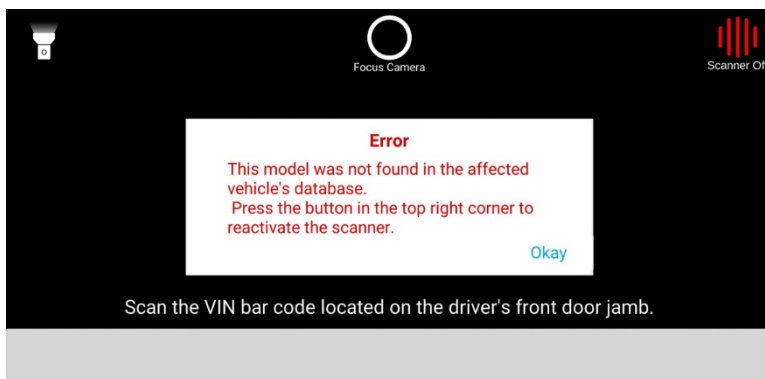 Focus Camera
Scanner Of
Error
This model was not found in the affected
vehicle's database.
Press the button in the top right corner to
reactivate the scanner.
Okay
Scan the VIN bar code located on the driver's front door jamb.